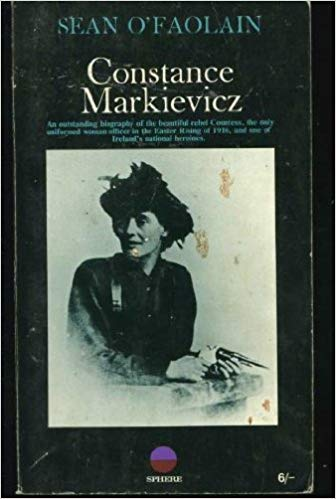 SEAN O'FAOLAIN
Constance
Markievicz
An outstanding biography of the beautiful rebel Countess, the only
uniformed woman officer in the Easter Rising of 1916, and one of
Ireland's national heroines.
SPHERE
6/-